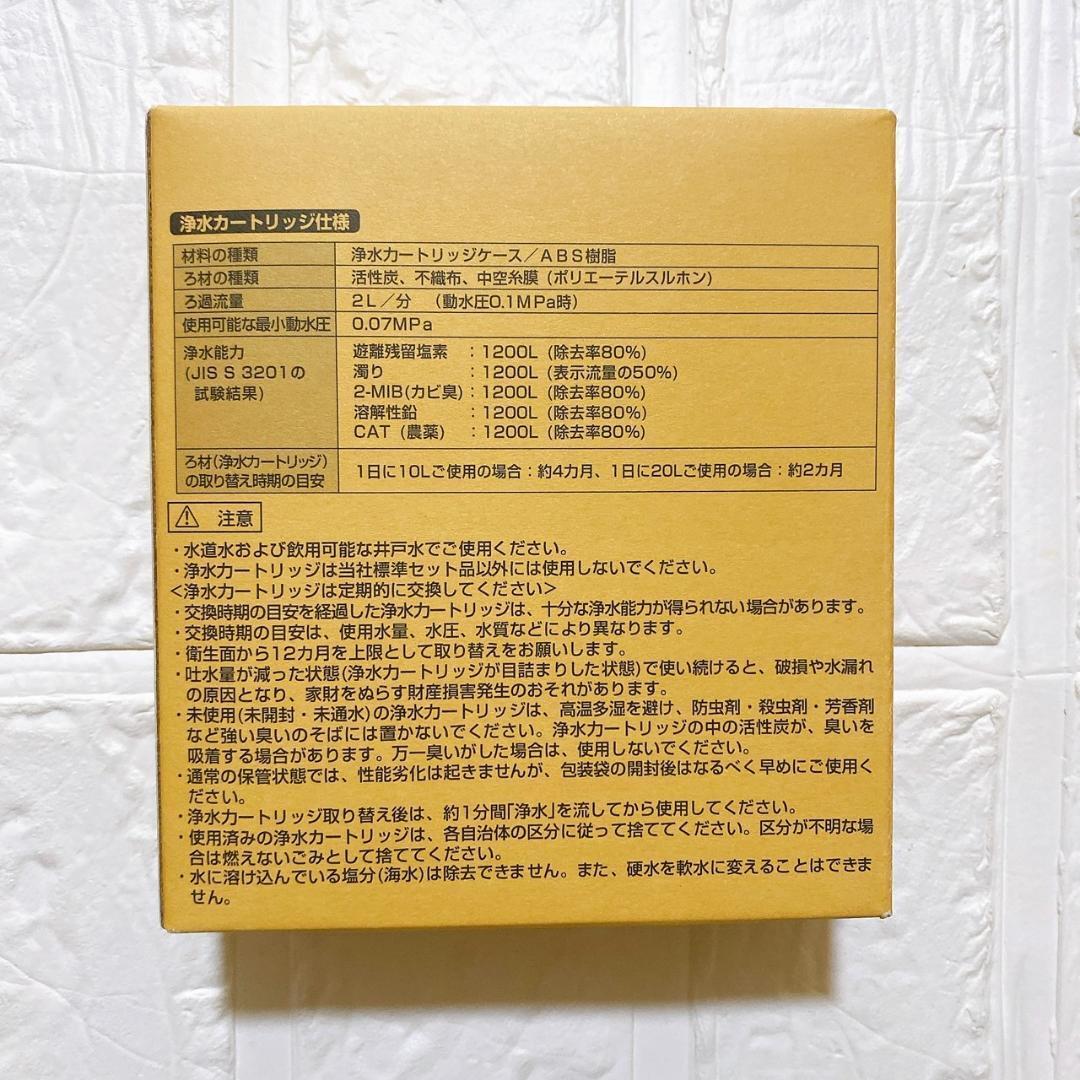 浄水カートリッジ仕様
材料の種類 浄水カートリッジケース／ABS樹脂
ろ材の種類 活性炭、不織布、中空糸膜(ポリエーテルスルホン)
ろ過流量 2L／分 (動水圧0.1MPa時)
使用可能な最小動水圧 0.07MPa
浄水能力 遊離残留塩素 ：1200L (除去率80%)
(JIS S 3201の 濁り ：1200L (表示流量の50%)
試験結果) 2-MIB(カビ臭)：1200L (除去率80%)
溶解性鉛 ：1200L (除去率80%)
CAT (農薬) ：1200L (除去率80%)
ろ材(浄水カートリッジ)
の取り替え時期の目安 1日に10Lご使用の場合：約4カ月、1日に20Lご使用の場合：約2カ月
⚠ 注意
・水道水および飲用可能な井戸水でご使用ください。
・浄水カートリッジは当社標準セット品以外には使用しないでください。
<浄水カートリッジは定期的に交換してください>
・交換時期の目安を経過した浄水カートリッジは、十分な浄水能力が得られない場合があります。
・交換時期の目安は、使用水量、水圧、水質などにより異なります。
・衛生面から12カ月を上限として取り替えをお願いします。
・吐水量が減った状態(浄水カートリッジが目詰まりした状態)で使い続けると、破損や水漏れ
の原因となり、家財をぬらす財産損害発生のおそれがあります。
・未使用(未開封・未通水)の浄水カートリッジは、高温多湿を避け、防虫剤・殺虫剤・芳香剤
など強い臭いのそばには置かないでください。浄水カートリッジの中の活性炭が、臭いを
吸着する場合があります。万一臭いがした場合は、使用しないでください。
・通常の保管状態では、性能劣化は起きませんが、包装袋の開封後はなるべく早めにご使用く
ださい。
・浄水カートリッジ取り替え後は、約1分間「浄水」を流してから使用してください。
・使用済みの浄水カートリッジは、各自治体の区分に従って捨ててください。区分が不明な場
合は燃えないごみとして捨ててください。
・水に溶け込んでいる塩分(海水)は除去できません。また、硬水を軟水に変えることはできま
せん。